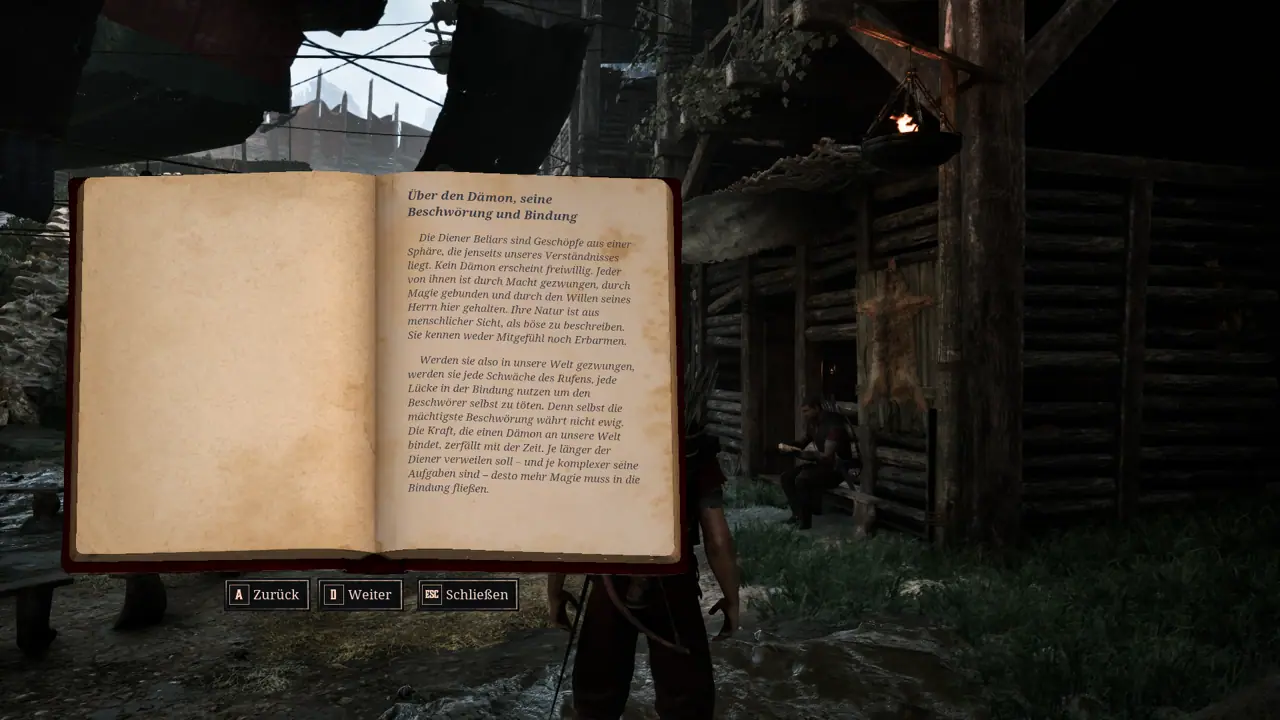 Über den Dämon, seine
Beschwörung und Bindung
Die Diener Beliars sind Geschöpfe aus einer
Sphäre, die jenseits unseres Verständnisses
liegt. Kein Dämon erscheint freiwillig. Jeder
von ihnen ist durch Macht gezwungen, durch
Magie gebunden und durch den Willen seines
Herrn hier gehalten. Ihre Natur ist aus
menschlicher Sicht, als böse zu beschreiben.
Sie kennen weder Mitgefühl noch Erbarmen.
Werden sie also in unsere Welt gezwungen,
werden sie jede Schwäche des Rufens, jede
Lücke in der Bindung nutzen um den
Beschwörer selbst zu töten. Denn selbst die
mächtigste Beschwörung währt nicht ewig.
Die Kraft, die einen Dämon an unsere Welt
bindet, zerfällt mit der Zeit. Je länger der
Diener verweilen soll – und je komplexer seine
Aufgaben sind – desto mehr Magie muss in die
Bindung fließen.
A Zurück D Weiter ESC Schließen